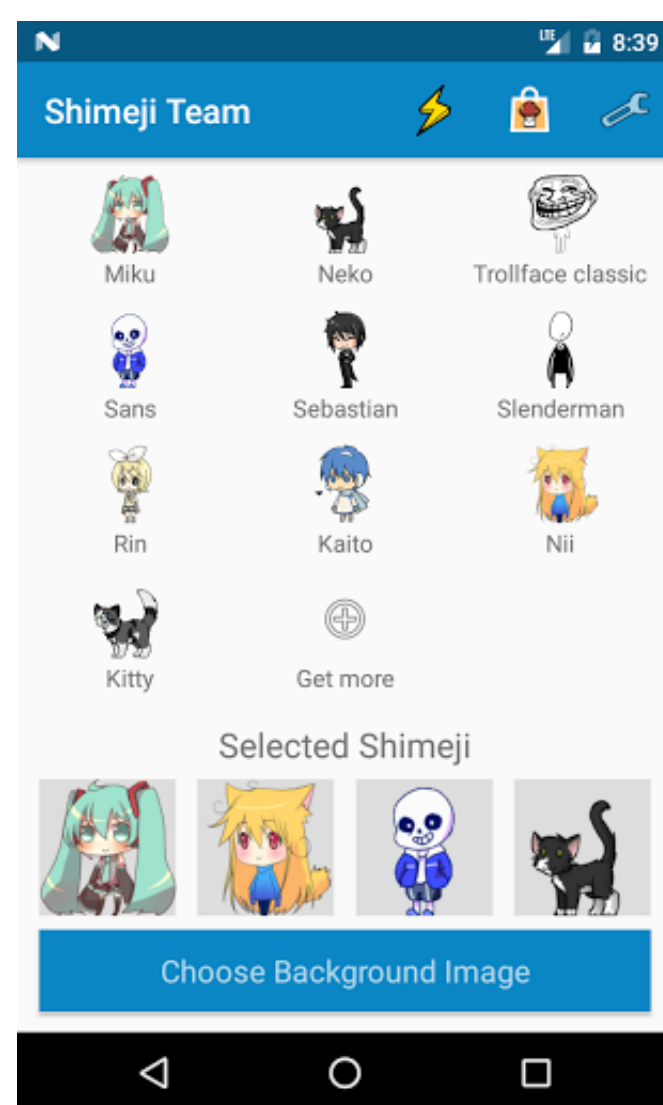 LTE 8:39
Shimeji Team
Miku Neko Trollface classic
Sans Sebastian Slenderman
Rin Kaito Nii
Kitty Get more
Selected Shimeji
Choose Background Image